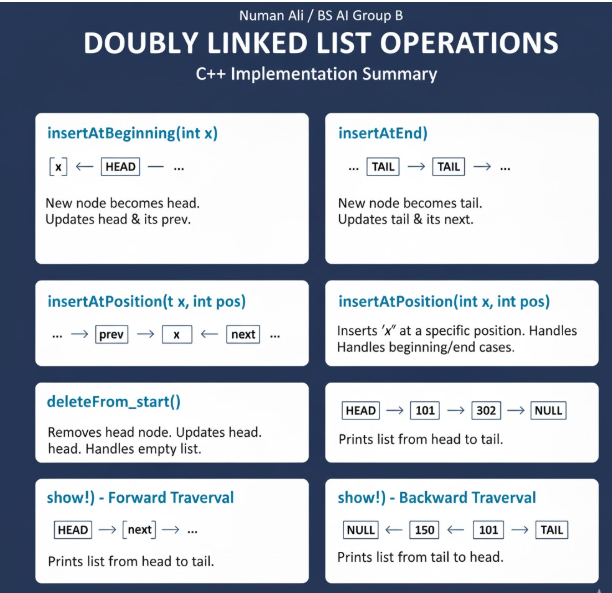 Numan Ali / BS AI Group B
DOUBLY LINKED LIST OPERATIONS
C++ Implementation Summary
insertAtBeginning(int x)
[x] ← HEAD — ...
New node becomes head.
Updates head & its prev.
insertAtEnd)
... TAIL → TAIL → ...
New node becomes tail.
Updates tail & its next.
insertAtPosition(t x, int pos)
... → prev → x ← next ...
insertAtPosition(int x, int pos)
Inserts ′x″ at a specific position. Handles
Handles beginning/end cases.
deleteFrom_start()
Removes head node. Updates head.
head. Handles empty list.
HEAD → 101 → 302 → NULL
Prints list from head to tail.
show!) - Forward Traverval
HEAD → [next] → ...
Prints list from head to tail.
show!) - Backward Traverval
NULL ← 150 ← 101 → TAIL
Prints list from tail to head.